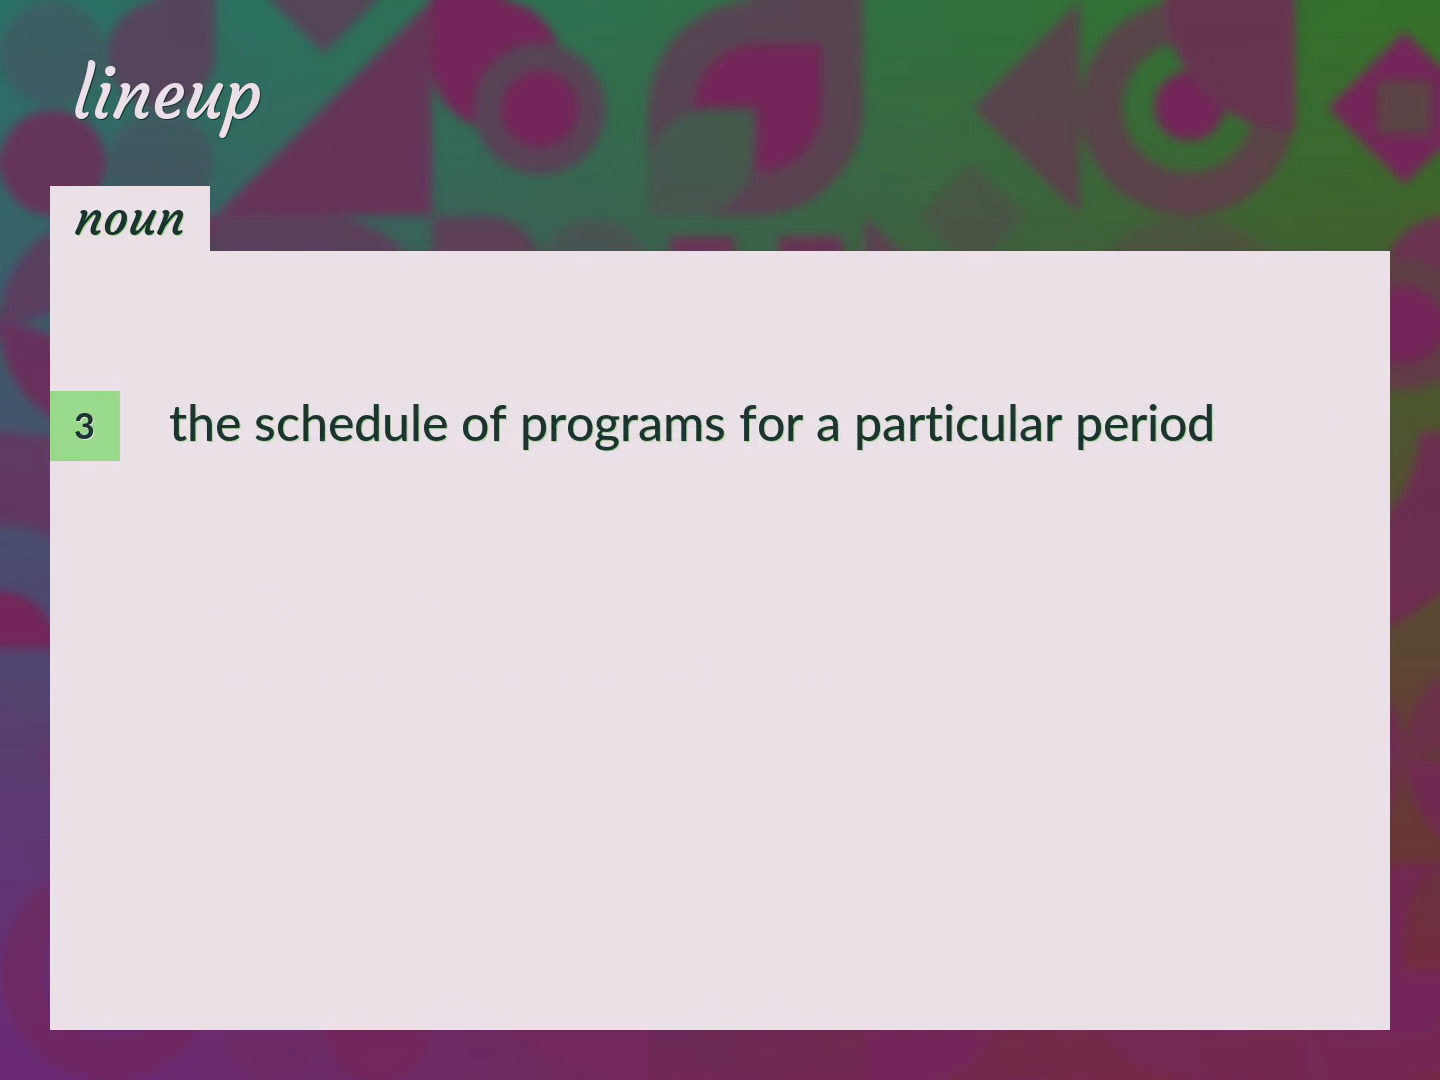 lineup
noun
3 the schedule of programs for a particular period